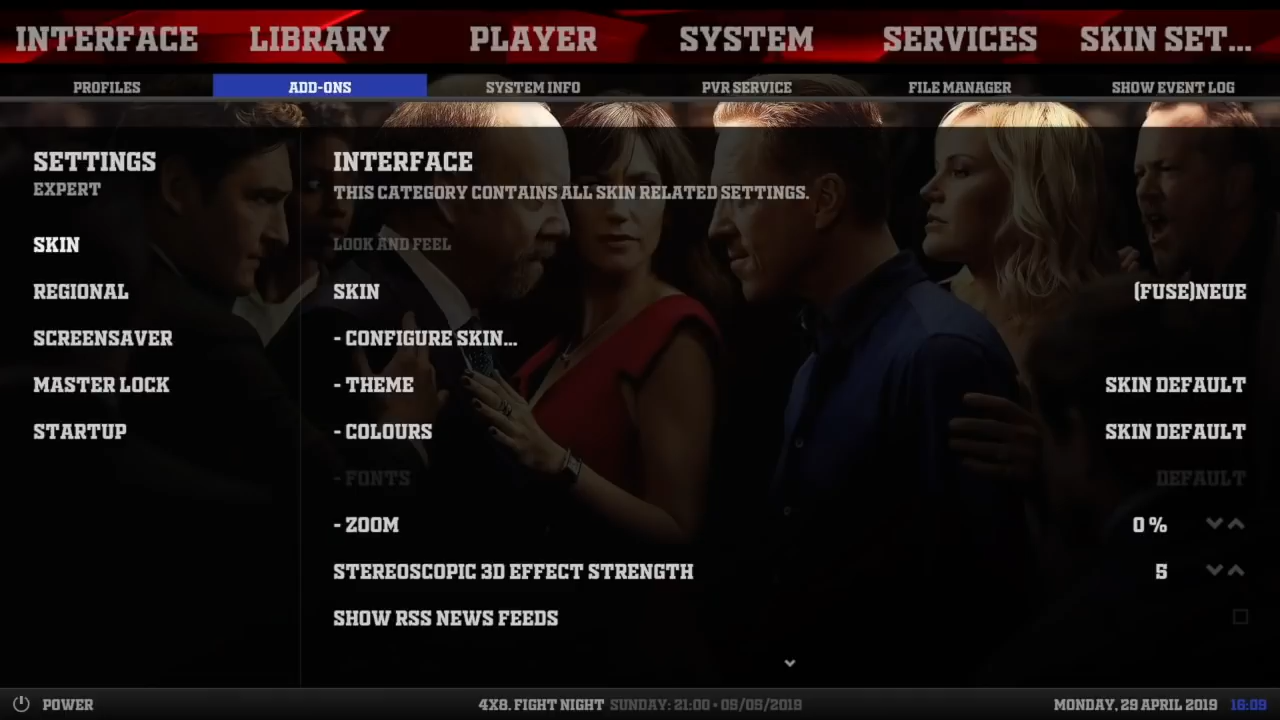 INTERFACE LIBRARY PLAYER SYSTEM SERVICES SKIN SET...
PROFILES ADD-ONS SYSTEM INFO PVR SERVICE FILE MANAGER SHOW EVENT LOG
SETTINGS
EXPERT
SKIN
REGIONAL
SCREENSAVER
MASTER LOCK
STARTUP
INTERFACE
THIS CATEGORY CONTAINS ALL SKIN RELATED SETTINGS.
LOOK AND FEEL
SKIN (FUSE)NEUE
- CONFIGURE SKIN...
- THEME SKIN DEFAULT
- COLOURS SKIN DEFAULT
- FONTS DEFAULT
- ZOOM 0 %
STEREOSCOPIC 3D EFFECT STRENGTH 5
SHOW RSS NEWS FEEDS
POWER 4X8. FIGHT NIGHT SUNDAY: 21:00 • 05/05/2019 MONDAY, 29 APRIL 2019 16:09